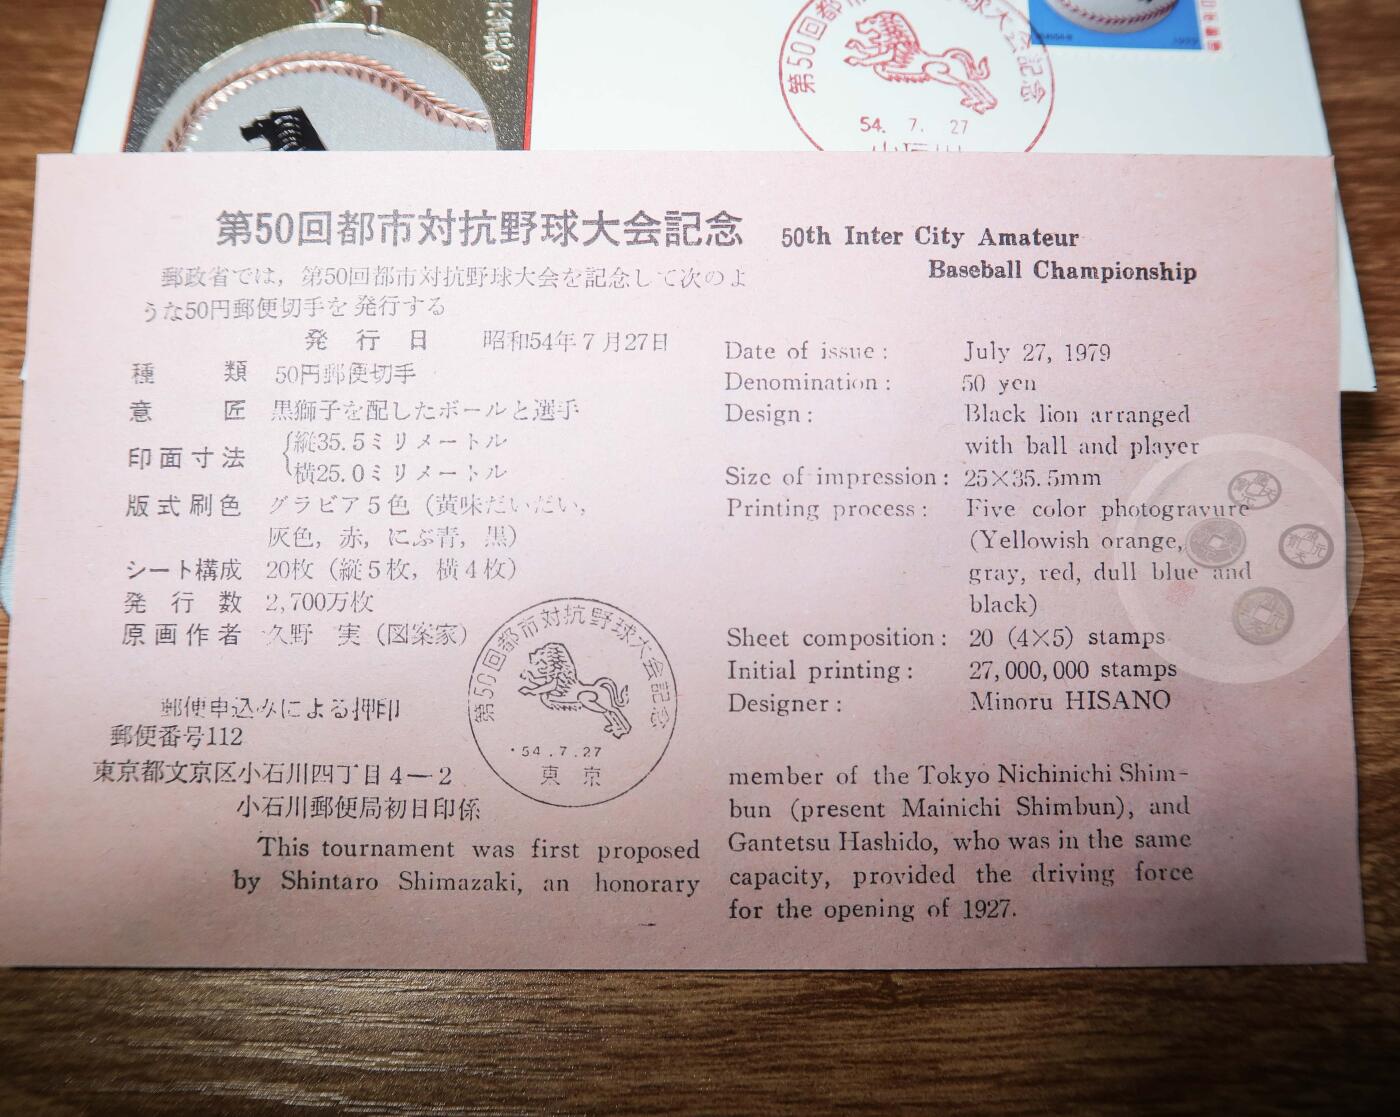 第50回都市対抗野球大会記念
54. 7. 27
第50回都市対抗野球大会記念
50th Inter City Amateur
Baseball Championship
郵政省では，第50回都市対抗野球大会を記念して次のよ
うな50円郵便切手を発行する
発行日 昭和54年7月27日
種類 50円郵便切手
意匠 黒獅子を配したボールと選手
印面寸法 縦35.5ミリメートル
横25.0ミリメートル
版式刷色 グラビア5色（黄味だいだい，
灰色，赤，にぶ青，黒）
シート構成 20枚（縦5枚，横4枚）
発行数 2,700万枚
原画作者 久野 実（図案家）
郵便申込みによる押印
郵便番号112
東京都文京区小石川四丁目4－2
小石川郵便局初日印係
第50回都市対抗野球大会記念
54.7.27
東京
This tournament was first proposed
by Shintaro Shimazaki, an honorary
Date of issue: July 27, 1979
Denomination: 50 yen
Design: Black lion arranged
with ball and player
Size of impression: 25×35.5mm
Printing process: Five color photogravure
(Yellowish orange,
gray, red, dull blue and
black)
Sheet composition: 20 (4×5) stamps
Initial printing: 27,000,000 stamps
Designer: Minoru HISANO
member of the Tokyo Nichinichi Shim-
bun (present Mainichi Shimbun), and
Gantetsu Hashido, who was in the same
capacity, provided the driving force
for the opening of 1927.